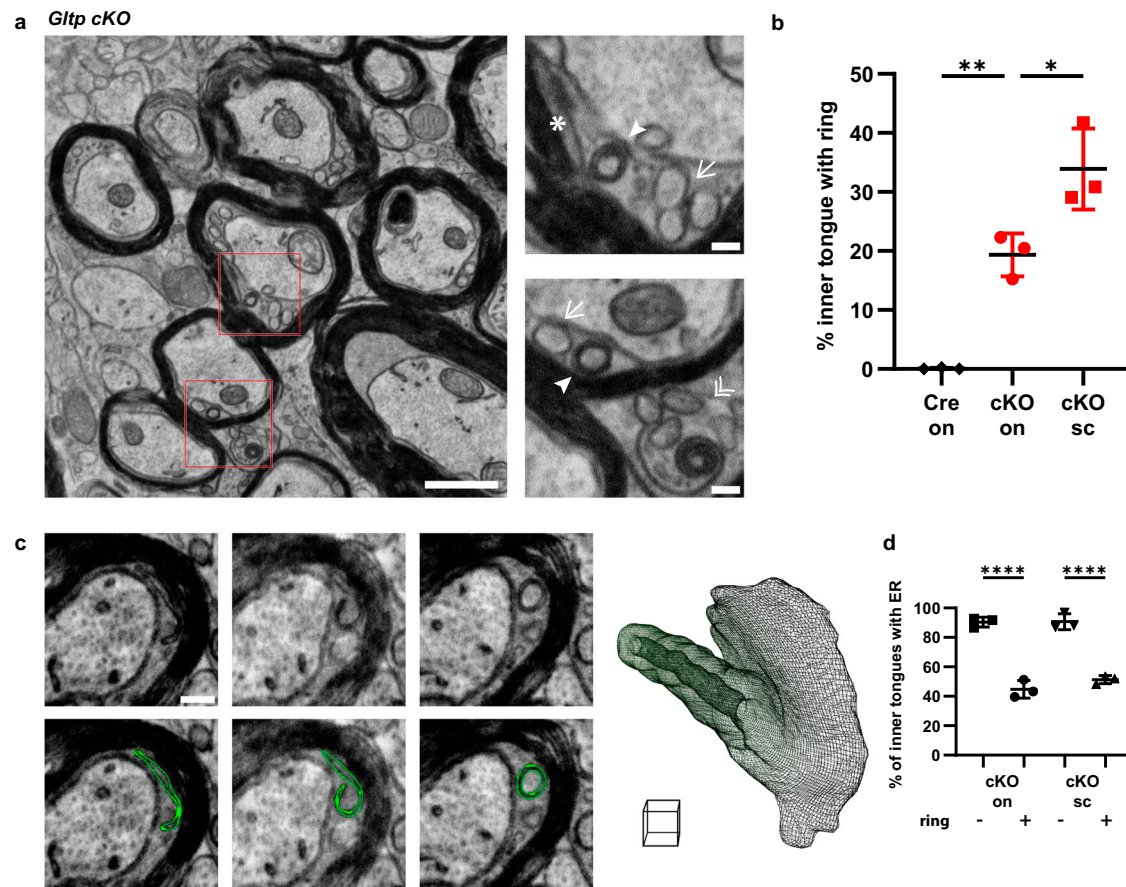 Gltp cKO
a
*
b
** *
% inner tongue with ring
50
40
30
20
10
0
Cre on
cKO on
cKO sc
c
d
**** ****
% of inner tongues with ER
100
80
60
40
20
0
cKO on
cKO sc
ring - + - +